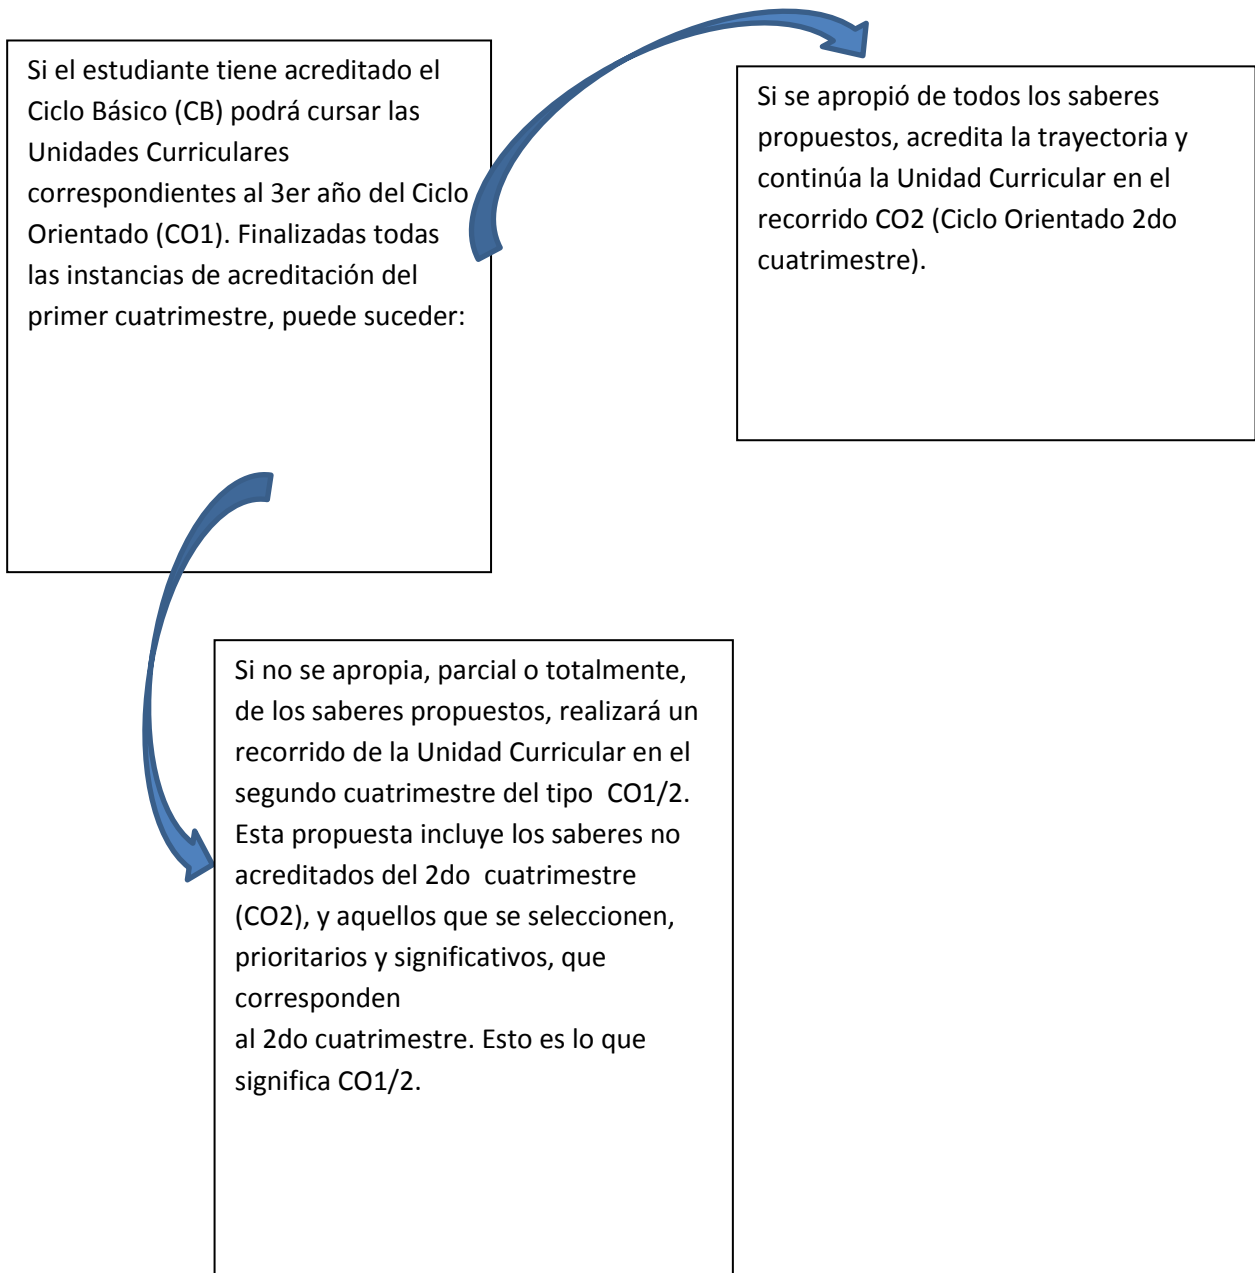 Si el estudiante tiene acreditado el
Ciclo Básico (CB) podrá cursar las
Unidades Curriculares
correspondientes al 3er año del Ciclo
Orientado (CO1). Finalizadas todas
las instancias de acreditación del
primer cuatrimestre, puede suceder:
Si se apropió de todos los saberes
propuestos, acredita la trayectoria y
continúa la Unidad Curricular en el
recorrido CO2 (Ciclo Orientado 2do
cuatrimestre).
Si no se apropia, parcial o totalmente,
de los saberes propuestos, realizará un
recorrido de la Unidad Curricular en el
segundo cuatrimestre del tipo  CO1/2.
Esta propuesta incluye los saberes no
acreditados del 2do  cuatrimestre
(CO2), y aquellos que se seleccionen,
prioritarios y significativos, que
corresponden
al 2do cuatrimestre. Esto es lo que
significa CO1/2.